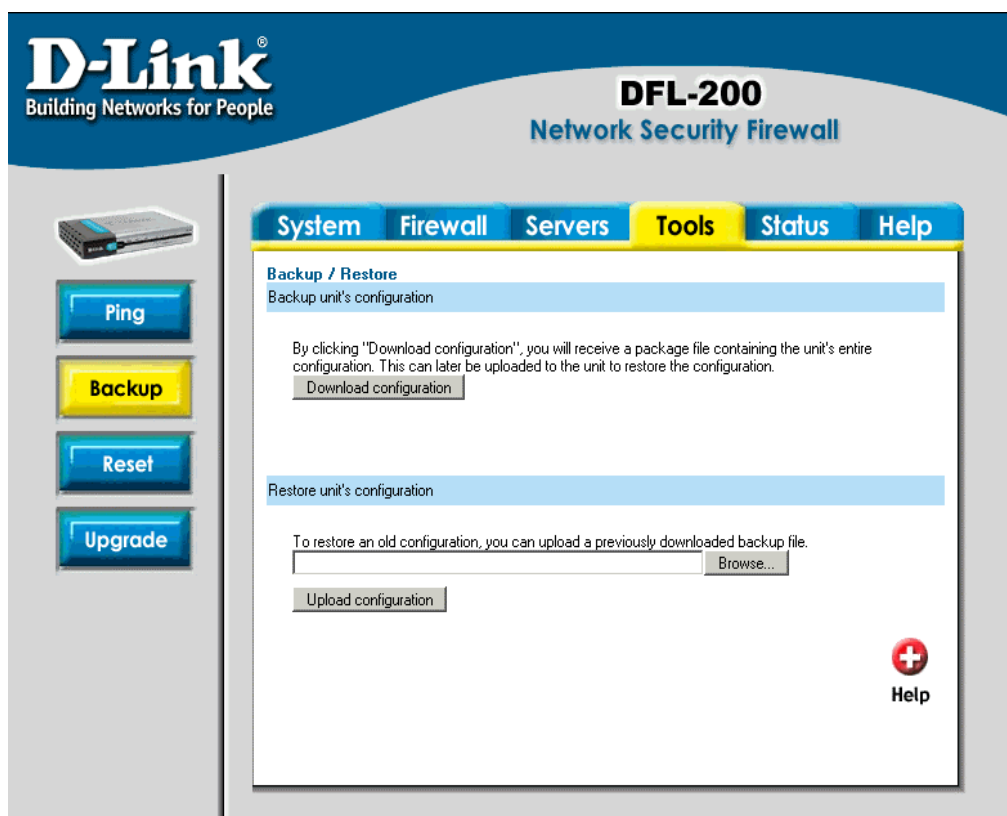 D-Link®
Building Networks for People
DFL-200
Network Security Firewall
System Firewall Servers Tools Status Help
Ping
Backup
Reset
Upgrade
Backup / Restore
Backup unit's configuration
By clicking "Download configuration", you will receive a package file containing the unit's entire
configuration. This can later be uploaded to the unit to restore the configuration.
Download configuration
Restore unit's configuration
To restore an old configuration, you can upload a previously downloaded backup file.
Browse...
Upload configuration
Help